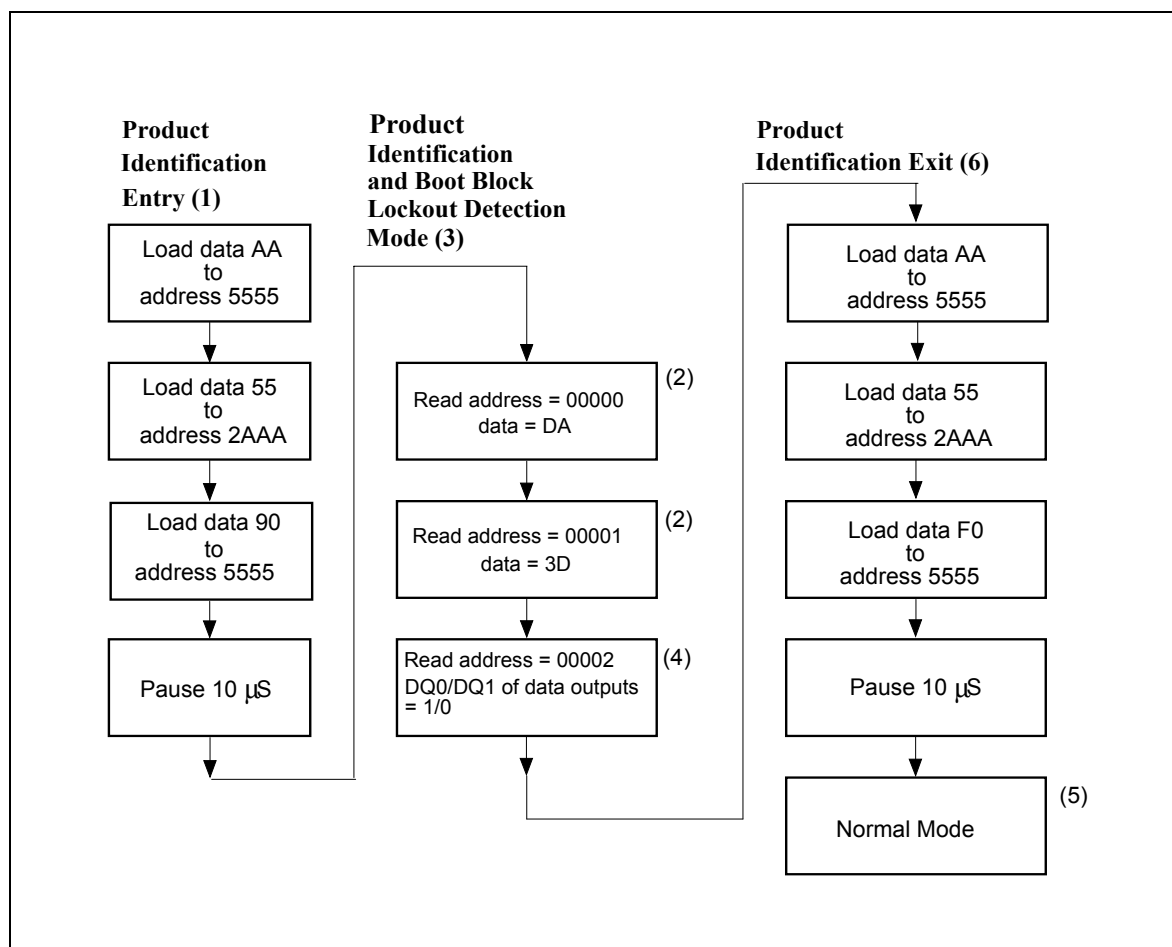 Product
Identification
Entry (1)
Load data AA
to
address 5555
Load data 55
to
address 2AAA
Load data 90
to
address 5555
Pause 10 µS
Product
Identification
and Boot Block
Lockout Detection
Mode (3)
Read address = 00000
data = DA
(2)
Read address = 00001
data = 3D
(2)
Read address = 00002
DQ0/DQ1 of data outputs
= 1/0
(4)
Product
Identification Exit (6)
Load data AA
to
address 5555
Load data 55
to
address 2AAA
Load data F0
to
address 5555
Pause 10 µS
Normal Mode
(5)